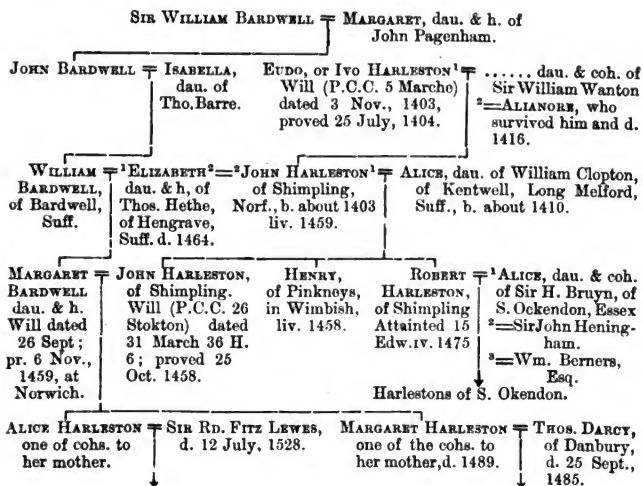 SIR WILLIAM BARDWELL = MARGARET, dau. & h. of
John Pagenham.
JOHN BARDWELL = ISABELLA,
dau. of
Tho. Barre.
EUDO, or IVO HARLESTON¹ =
Will (P.C.C. 5 Marche)
dated 3 Nov., 1403,
proved 25 July, 1404.
...... dau. & coh. of
Sir William Wanton
²=ALIANORE, who
survived him and d.
1416.
WILLIAM =
BARDWELL,
of Bardwell,
Suff.
¹ELIZABETH²=
dau. & h, of
Thos. Hethe,
of Hengrave,
Suff. d. 1464.
²JOHN HARLESTON¹ =
of Shimpling,
Norf., b. about 1403
liv. 1459.
ALICE, dau. of William Clopton,
of Kentwell, Long Melford,
Suff., b. about 1410.
MARGARET =
BARDWELL
dau. & h.
Will dated
26 Sept;
pr. 6 Nov.,
1459, at
Norwich.
JOHN HARLESTON,
of Shimpling.
Will (P.C.C. 26
Stokton) dated
31 March 36 H.
6; proved 25
Oct. 1458.
HENRY,
of Pinkneys,
in Wimbish,
liv. 1458.
ROBERT =
HARLESTON,
of Shimpling
Attainted 15
Edw.IV. 1475
¹ALICE, dau. & coh.
of Sir H. Bruyn, of
S. Ockendon, Essex
²=Sir John Hening-
ham.
³=Wm. Berners,
Esq.
Harlestons of S. Okendon.
ALICE HARLESTON =
one of cohs. to
her mother.
SIR RD. FITZ LEWES,
d. 12 July, 1528.
MARGARET HARLESTON =
one of the cohs. to
her mother, d. 1489.
THOS. DARCY,
of Danbury,
d. 25 Sept.,
1485.